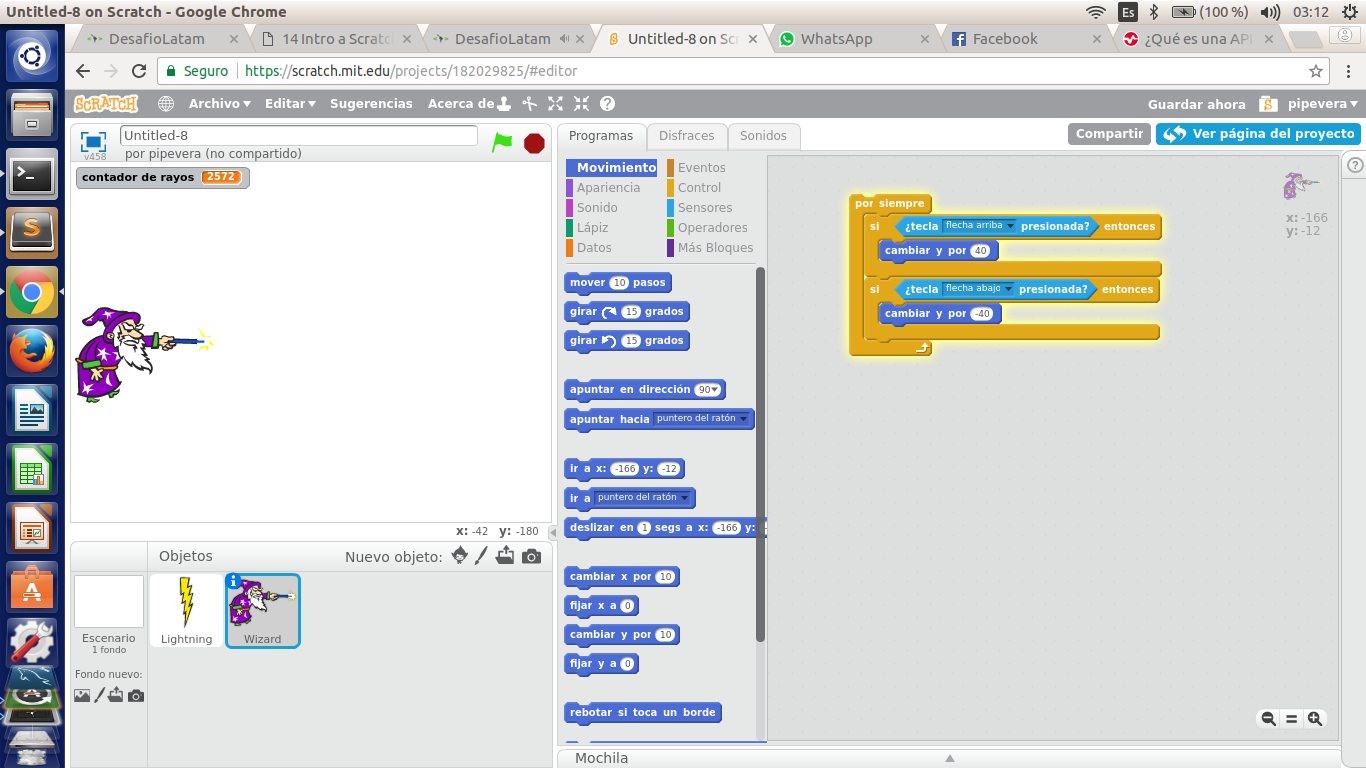 Untitled-8 on Scratch - Google Chrome
Es (100 %) 03:12
DesafioLatam
14 Intro a Scratc
DesafioLatam
Untitled-8 on Scr
WhatsApp
Facebook
¿Qué es una API
Seguro https://scratch.mit.edu/projects/182029825/#editor
SCRATCH Archivo Editar Sugerencias Acerca de Guardar ahora pipevera
v458
Untitled-8
por pipevera (no compartido)
contador de rayos 2572
x: -42 y: -180
Objetos Nuevo objeto:
Escenario
1 fondo
Fondo nuevo:
Lightning
Wizard
Programas Disfraces Sonidos
Compartir Ver página del proyecto
Movimiento Eventos
Apariencia Control
Sonido Sensores
Lápiz Operadores
Datos Más Bloques
mover 10 pasos
girar 15 grados
girar 15 grados
apuntar en dirección 90
apuntar hacia puntero del ratón
ir a x: -166 y: -12
ir a puntero del ratón
deslizar en 1 segs a x: -166 y:
cambiar x por 10
fijar x a 0
cambiar y por 10
fijar y a 0
rebotar si toca un borde
por siempre
si ¿tecla flecha arriba presionada? entonces
cambiar y por 40
si ¿tecla flecha abajo presionada? entonces
cambiar y por -40
x: -166
y: -12
Mochila